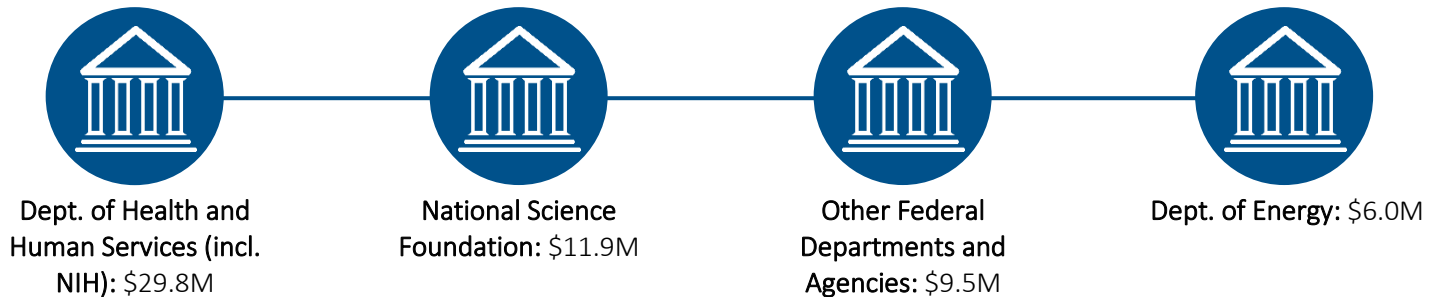 Dept. of Health and
Human Services (incl.
NIH): $29.8M
National Science
Foundation: $11.9M
Other Federal
Departments and
Agencies: $9.5M
Dept. of Energy: $6.0M